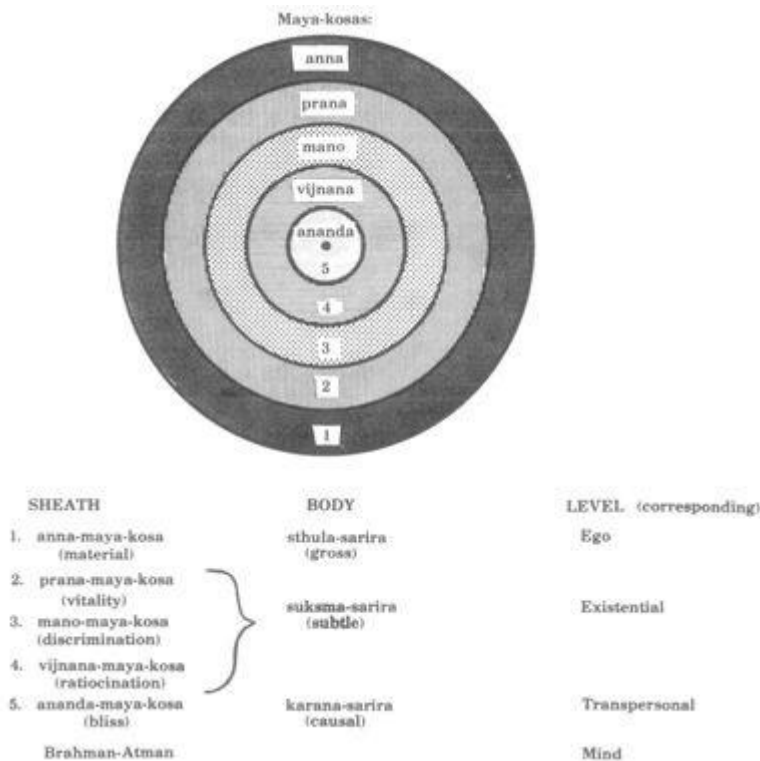 Maya-kosas:
anna
prana
mano
vijnana
ananda
5
4
3
2
1
SHEATH BODY LEVEL (corresponding)
1. anna-maya-kosa sthula-sarira Ego
(material) (gross)
2. prana-maya-kosa
(vitality)
suksma-sarira Existential
3. mano-maya-kosa (subtle)
(discrimination)
4. vijnana-maya-kosa
(ratiocination)
5. ananda-maya-kosa karana-sarira Transpersonal
(bliss) (causal)
Brahman-Atman Mind